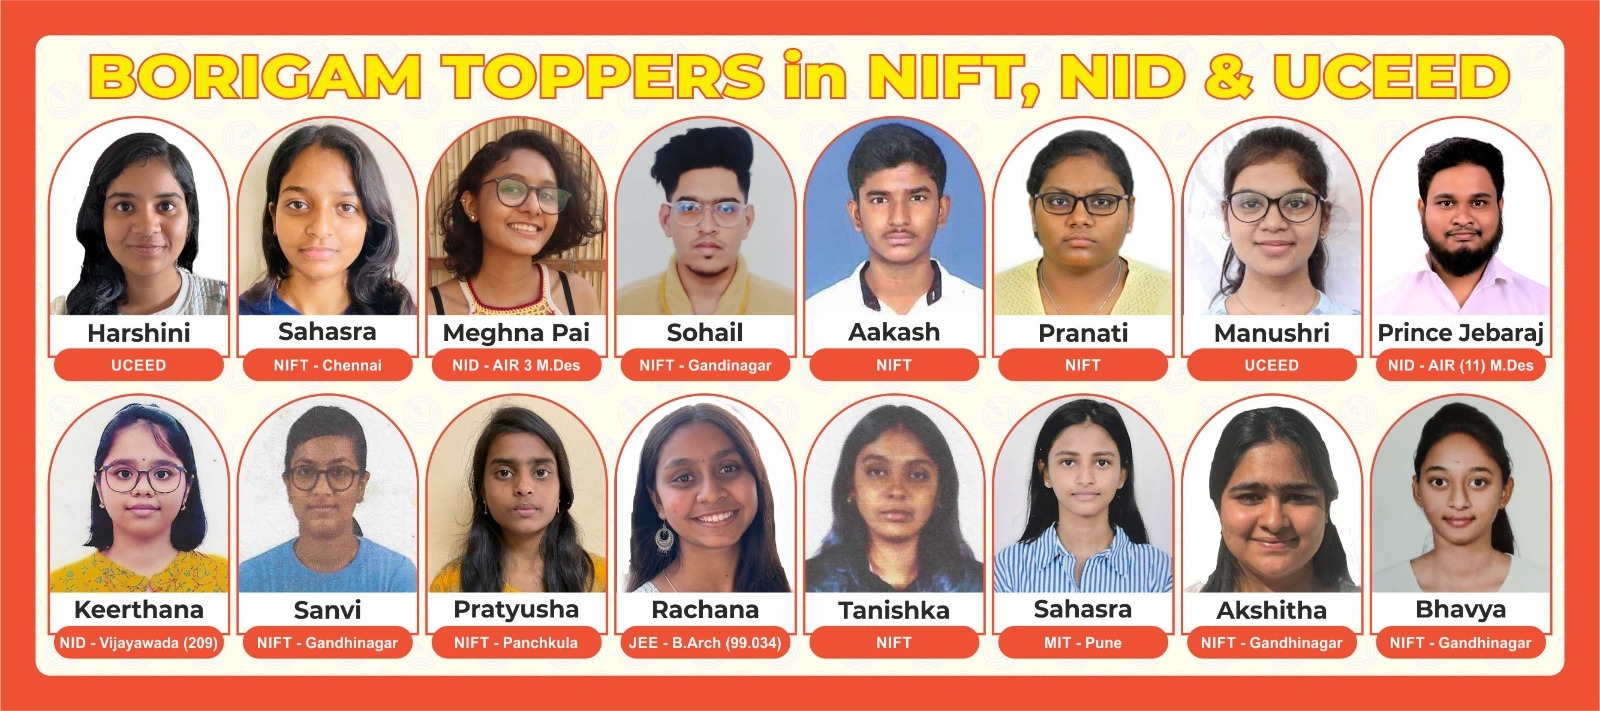 BORIGAM TOPPERS in NIFT, NID & UCEED
Harshini
UCEED
Sahasra
NIFT - Chennai
Meghna Pai
NID - AIR 3 M.Des
Sohail
NIFT - Gandinagar
Aakash
NIFT
Pranati
NIFT
Manushri
UCEED
Prince Jebaraj
NID - AIR (11) M.Des
Keerthana
NID - Vijayawada (209)
Sanvi
NIFT - Gandhinagar
Pratyusha
NIFT - Panchkula
Rachana
JEE - B.Arch (99.034)
Tanishka
NIFT
Sahasra
MIT - Pune
Akshitha
NIFT - Gandhinagar
Bhavya
NIFT - Gandhinagar